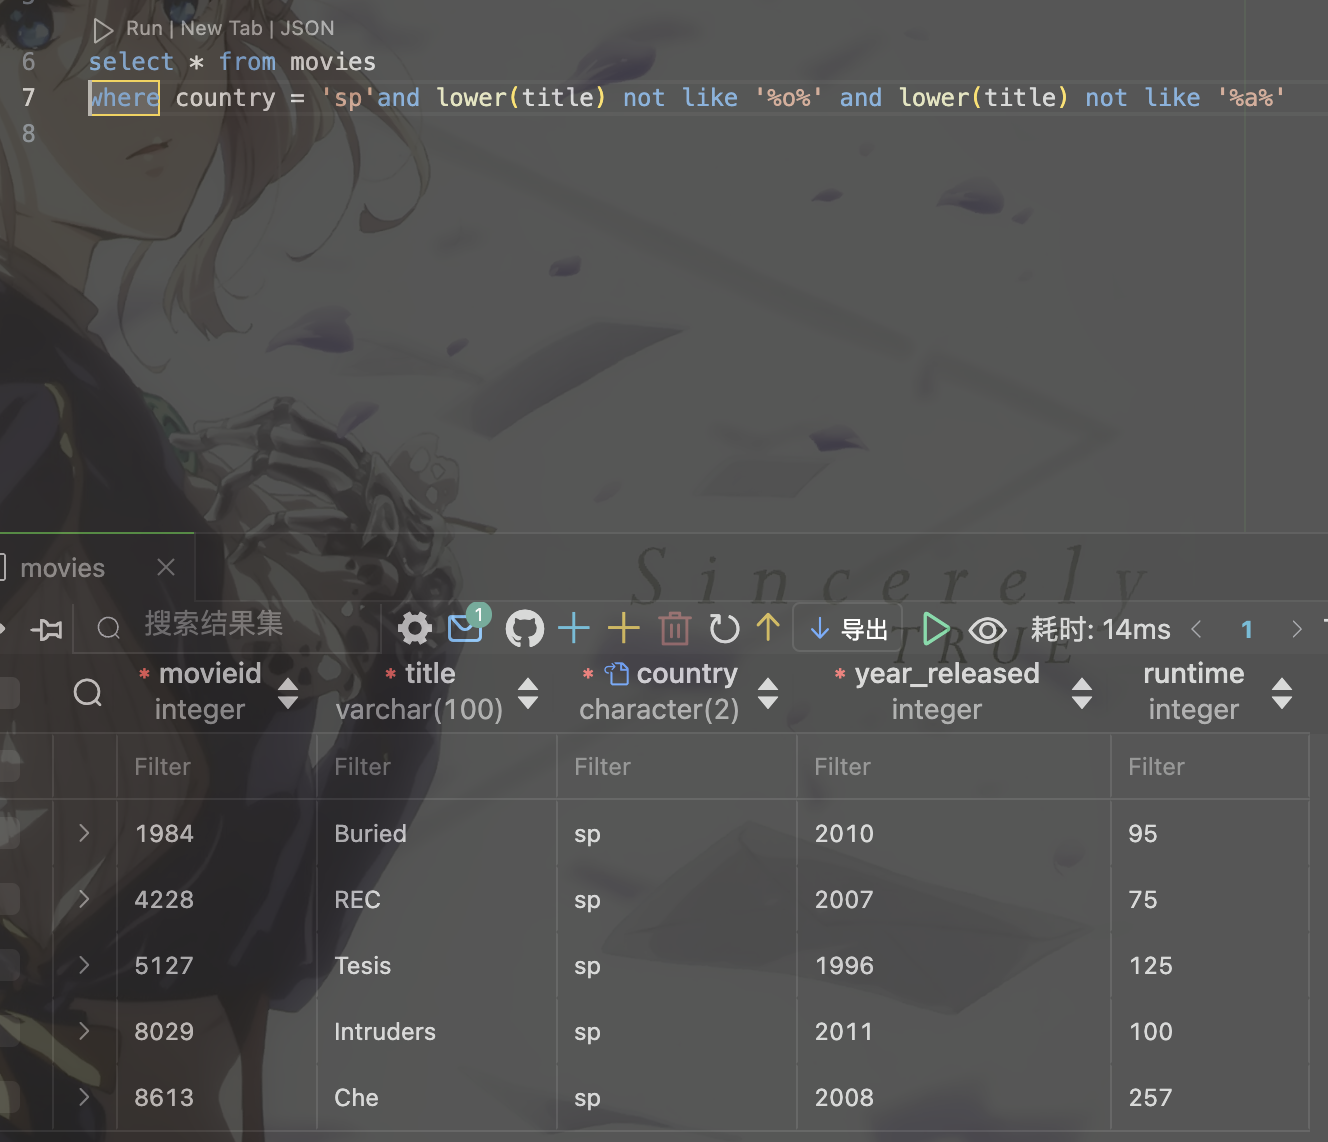 Run | New Tab | JSON
6 select * from movies
7 where country = 'sp'and lower(title) not like '%o%' and lower(title) not like '%a%'
8
Sincerely
movies
TRUE
搜索结果集 1 导出 耗时: 14ms 1
* movieid * title * country * year_released runtime
integer varchar(100) character(2) integer integer
Filter Filter Filter Filter Filter
1984 Buried sp 2010 95
4228 REC sp 2007 75
5127 Tesis sp 1996 125
8029 Intruders sp 2011 100
8613 Che sp 2008 257